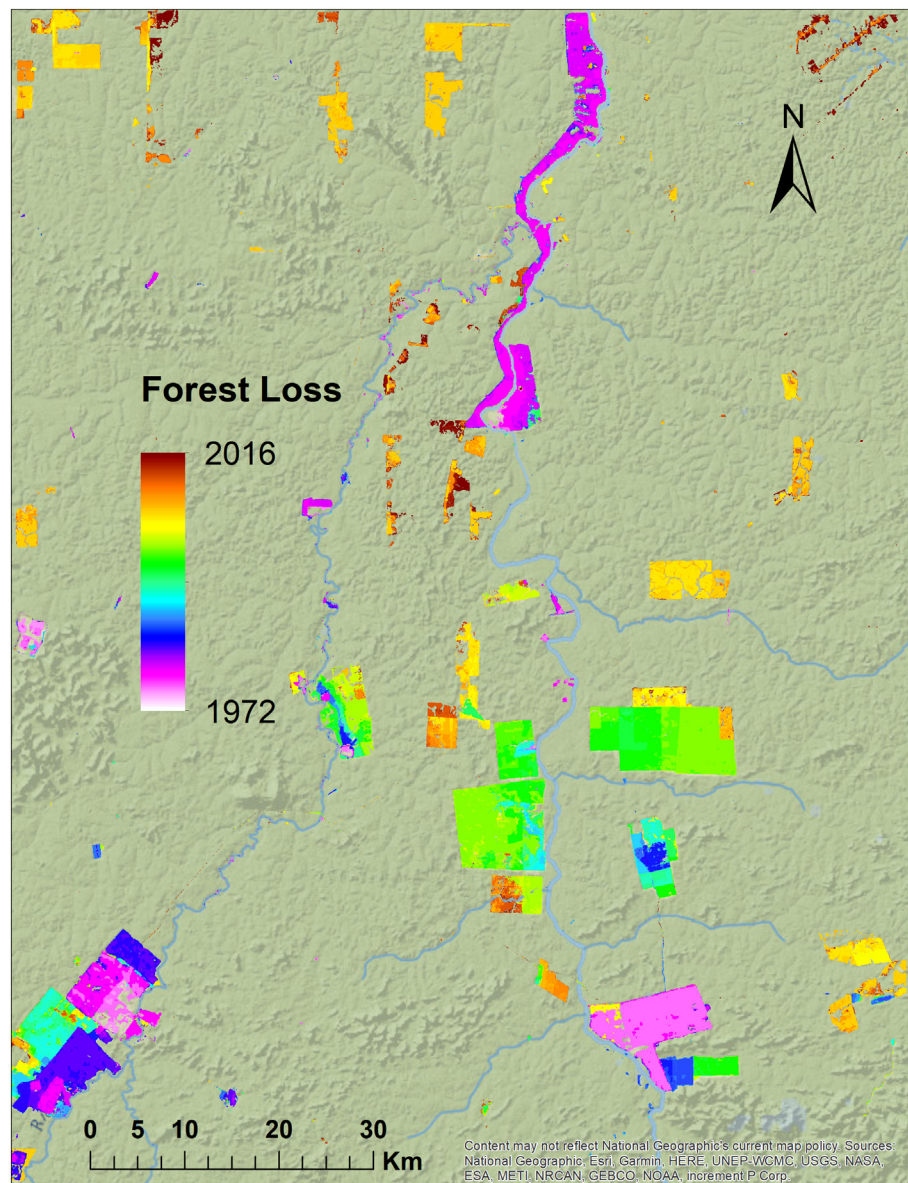 N
Forest Loss
2016
1972
0 5 10 20 30
Km
Content may not reflect National Geographic's current map policy. Sources:
National Geographic, Esri, Garmin, HERE, UNEP-WCMC, USGS, NASA,
ESA, METI, NRCAN, GEBCO, NOAA, increment P Corp.